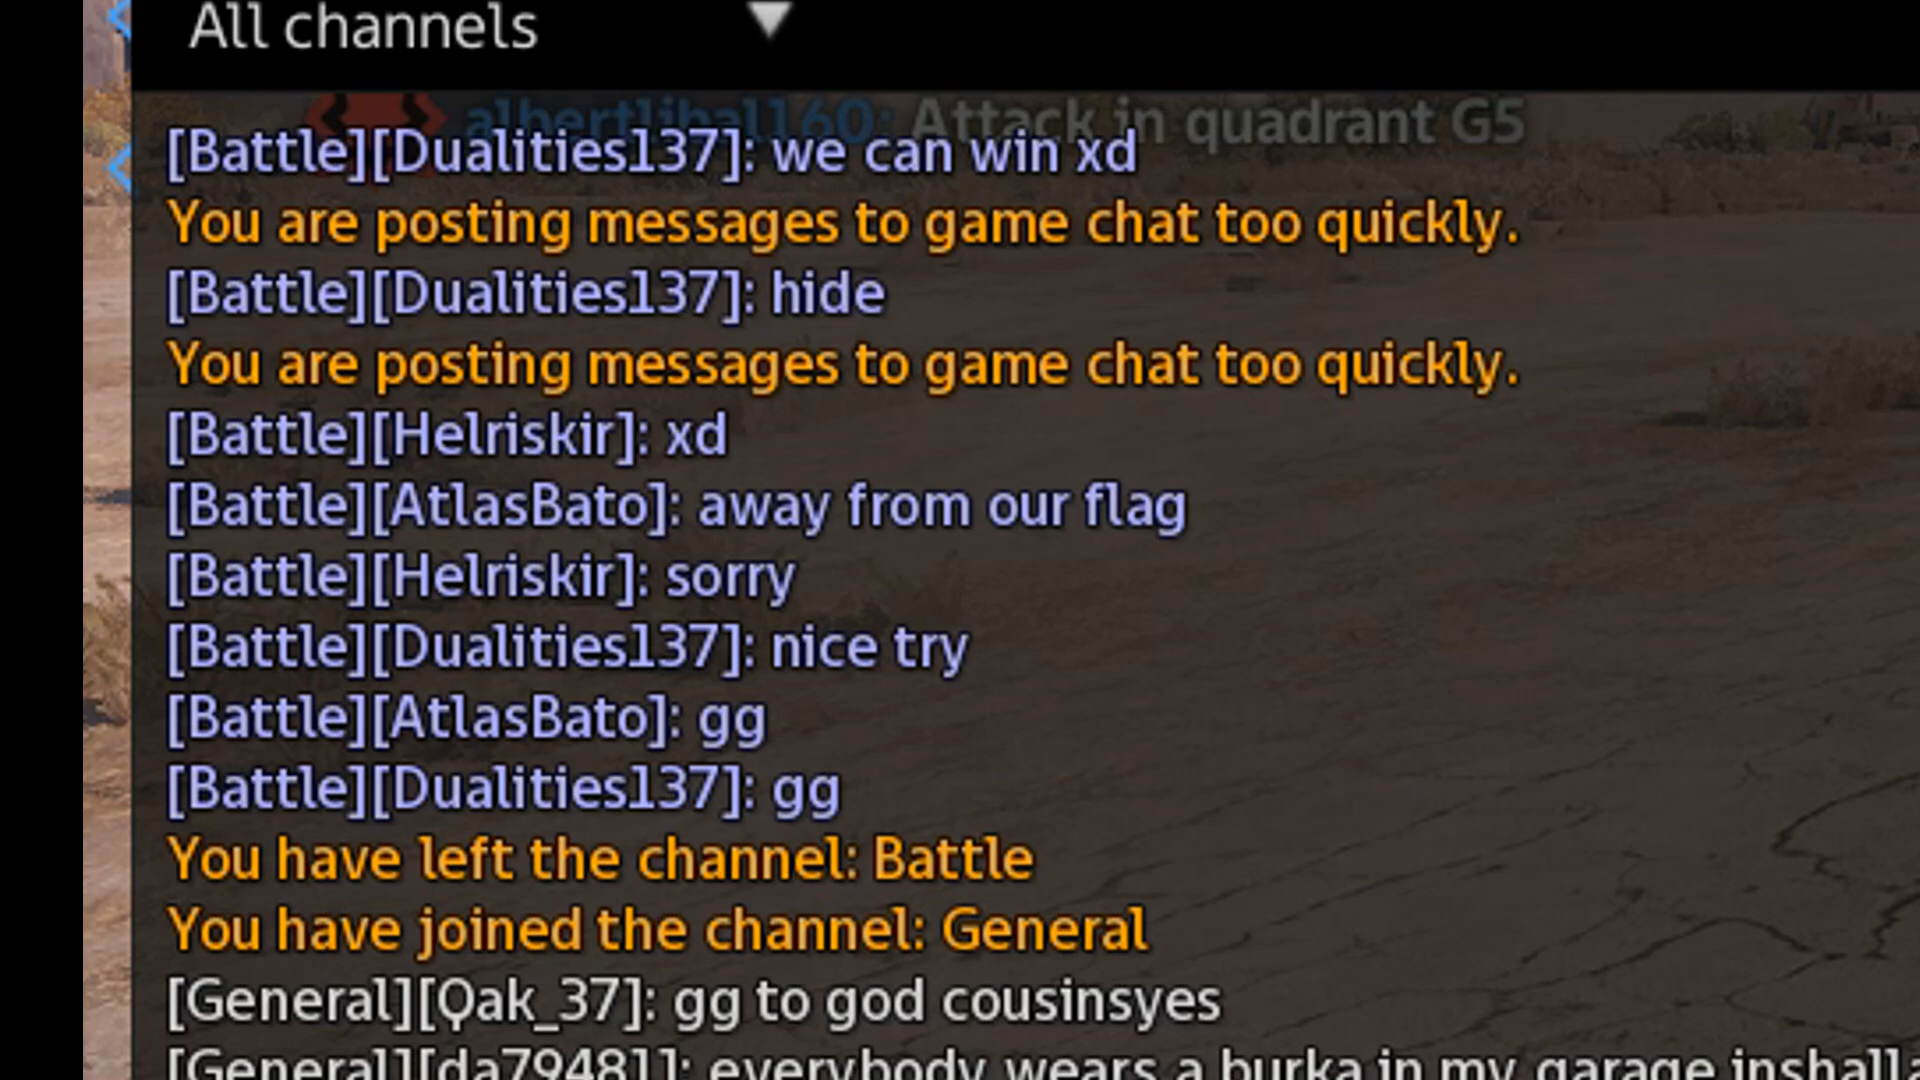 All channels
albertlibal160: Attack in quadrant G5
[Battle][Dualities137]: we can win xd
You are posting messages to game chat too quickly.
[Battle][Dualities137]: hide
You are posting messages to game chat too quickly.
[Battle][Helriskir]: xd
[Battle][AtlasBato]: away from our flag
[Battle][Helriskir]: sorry
[Battle][Dualities137]: nice try
[Battle][AtlasBato]: gg
[Battle][Dualities137]: gg
You have left the channel: Battle
You have joined the channel: General
[General][Qak_37]: gg to god cousinsyes
[General][da79481]: everybody wears a burka in my garage inshalla